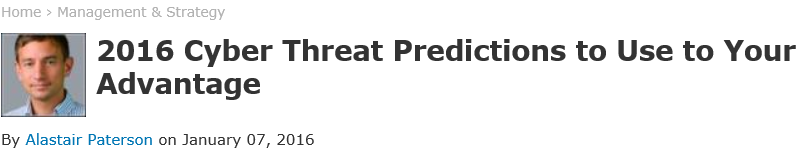 Home > Management & Strategy
2016 Cyber Threat Predictions to Use to Your
Advantage
By Alastair Paterson on January 07, 2016